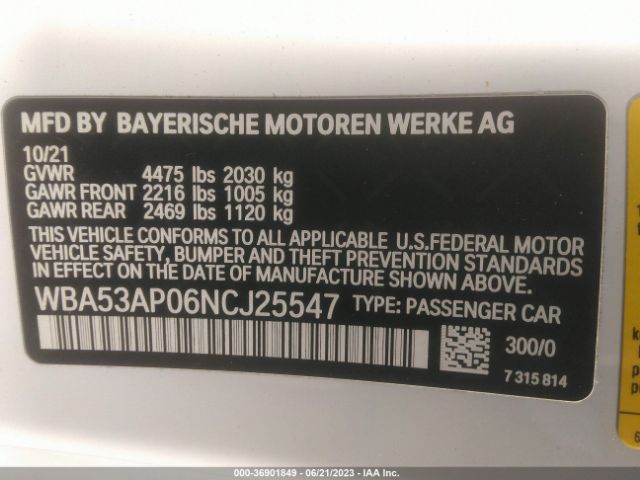 MFD BY BAYERISCHE MOTOREN WERKE AG
10/21
GVWR 4475 lbs 2030 kg
GAWR FRONT 2216 lbs 1005 kg
GAWR REAR 2469 lbs 1120 kg
THIS VEHICLE CONFORMS TO ALL APPLICABLE U.S.FEDERAL MOTOR
VEHICLE SAFETY, BUMPER AND THEFT PREVENTION STANDARDS
IN EFFECT ON THE DATE OF MANUFACTURE SHOWN ABOVE.
WBA53AP06NCJ25547 TYPE: PASSENGER CAR
300/0
7 315 814
000-36901849 - 06/21/2023 - IAA Inc.